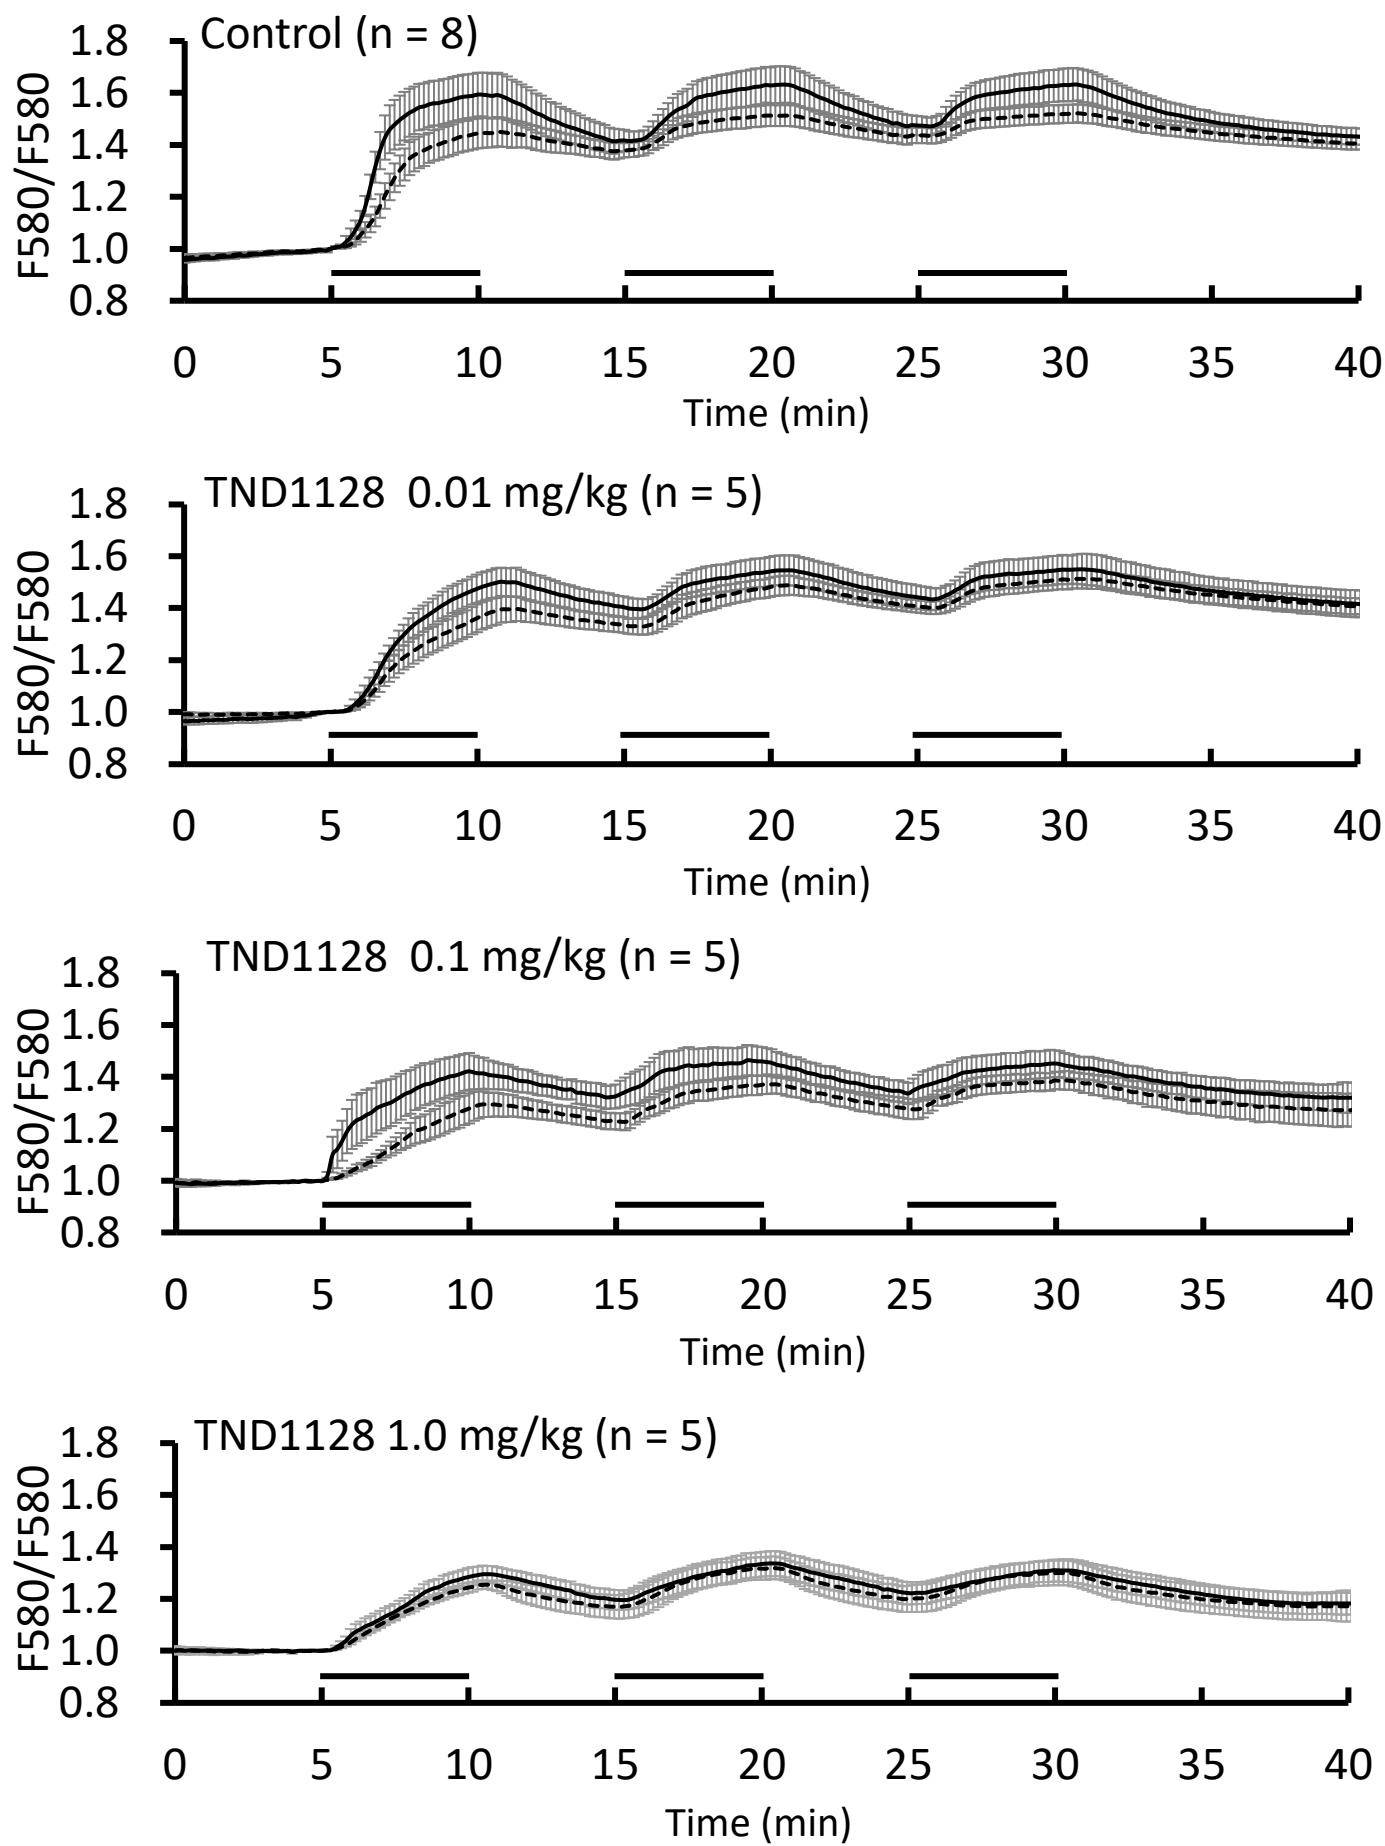 Control (n = 8)
F580/F580
1.8
1.6
1.4
1.2
1.0
0.8
0 5 10 15 20 25 30 35 40
Time (min)
TND1128 0.01 mg/kg (n = 5)
F580/F580
1.8
1.6
1.4
1.2
1.0
0.8
0 5 10 15 20 25 30 35 40
Time (min)
TND1128 0.1 mg/kg (n = 5)
F580/F580
1.8
1.6
1.4
1.2
1.0
0.8
0 5 10 15 20 25 30 35 40
Time (min)
TND1128 1.0 mg/kg (n = 5)
F580/F580
1.8
1.6
1.4
1.2
1.0
0.8
0 5 10 15 20 25 30 35 40
Time (min)